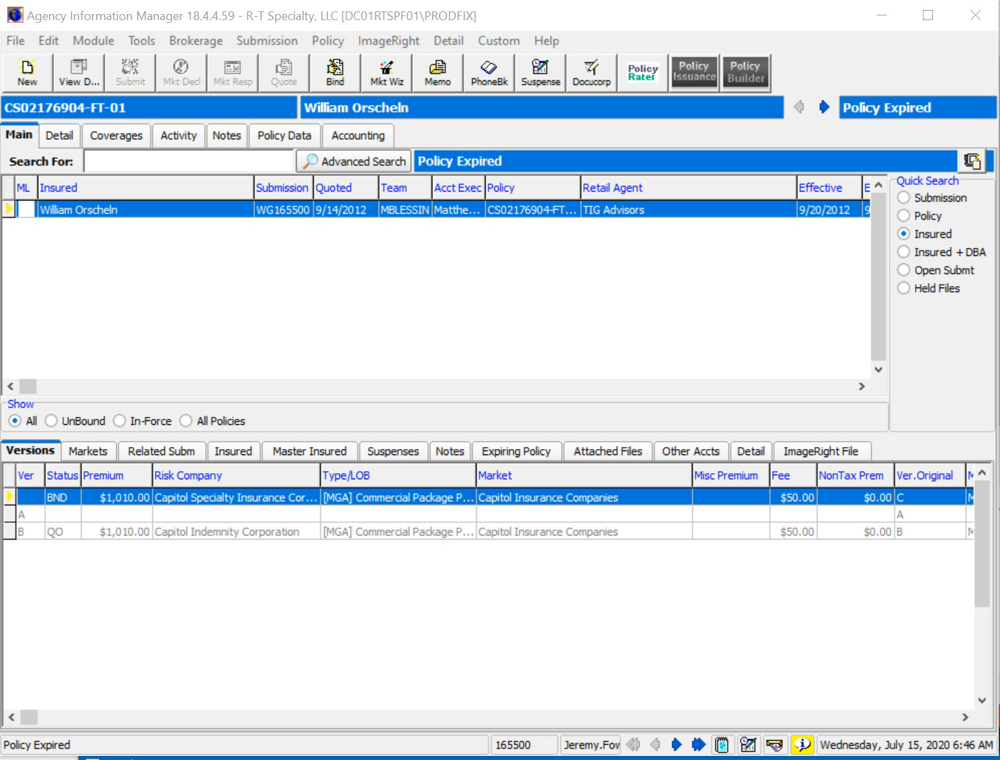 Agency Information Manager 18.4.4.59 - R-T Specialty, LLC [DC01RTSPF01\PRODFIX]
File Edit Module Tools Brokerage Submission Policy ImageRight Detail Custom Help
New View D... Submit Mkt Decl Mkt Resp Quote Bind Mkt Wiz Memo PhoneBk Suspense Docucorp Policy Rater Policy Issuance Policy Builder
CS02176904-FT-01 William Orscheln Policy Expired
Main Detail Coverages Activity Notes Policy Data Accounting
Search For: Advanced Search Policy Expired
ML Insured Submission Quoted Team Acct Exec Policy Retail Agent Effective E
William Orscheln WG165500 9/14/2012 MBLESSIN Matthe... CS02176904-FT... TIG Advisors 9/20/2012 9
Quick Search
Submission
Policy
Insured
Insured + DBA
Open Submt
Held Files
Show
All UnBound In-Force All Policies
Versions Markets Related Subm Insured Master Insured Suspenses Notes Expiring Policy Attached Files Other Accts Detail ImageRight File
Ver Status Premium Risk Company Type/LOB Market Misc Premium Fee NonTax Prem Ver.Original M
BND $1,010.00 Capitol Specialty Insurance Cor... [MGA] Commercial Package P... Capitol Insurance Companies $50.00 $0.00 C M
A A
B QO $1,010.00 Capitol Indemnity Corporation [MGA] Commercial Package P... Capitol Insurance Companies $50.00 $0.00 B M
Policy Expired 165500 Jeremy.Fow Wednesday, July 15, 2020 6:46 AM